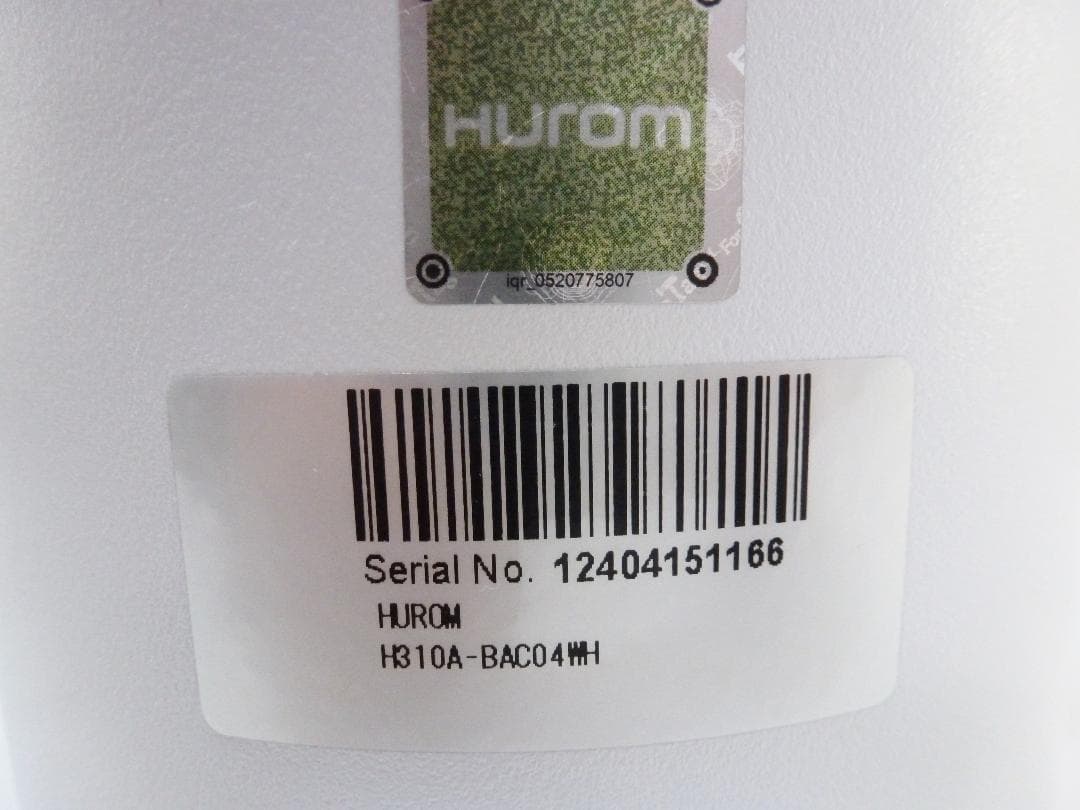 Hurom
iqr_0520775807
Serial No. 12404151166
HUROM
H310A-BAC04WH